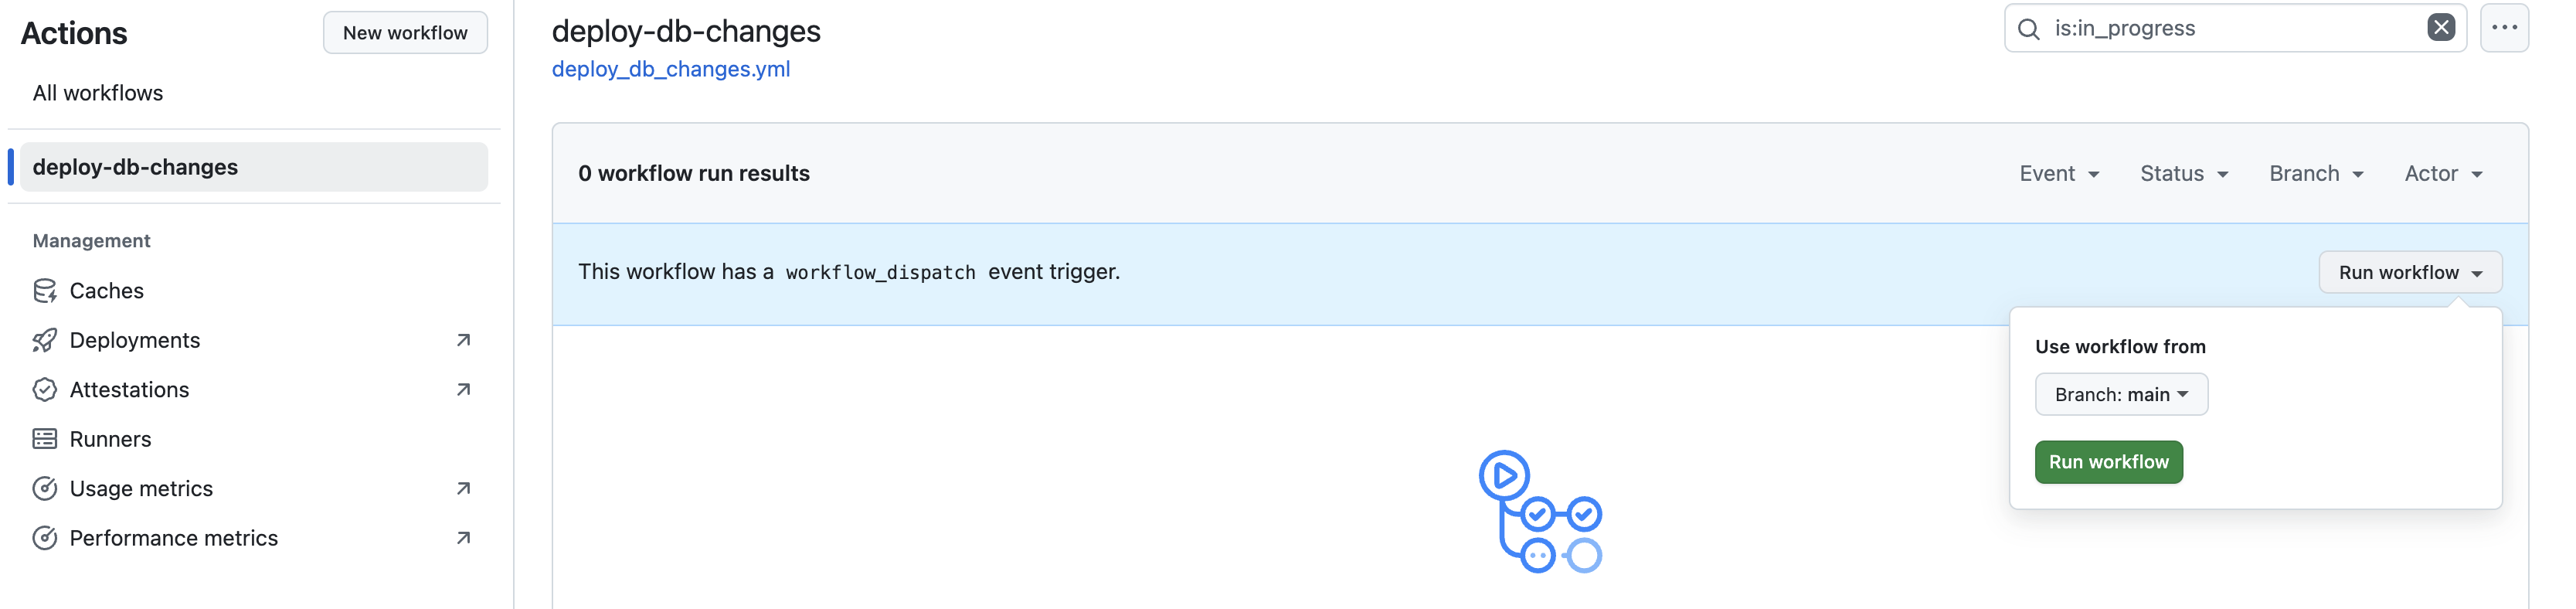 Actions
New workflow
All workflows
deploy-db-changes
Management
Caches
Deployments
Attestations
Runners
Usage metrics
Performance metrics
deploy-db-changes
deploy_db_changes.yml
is:in_progress
0 workflow run results
Event
Status
Branch
Actor
This workflow has a workflow_dispatch event trigger.
Run workflow
Use workflow from
Branch: main
Run workflow